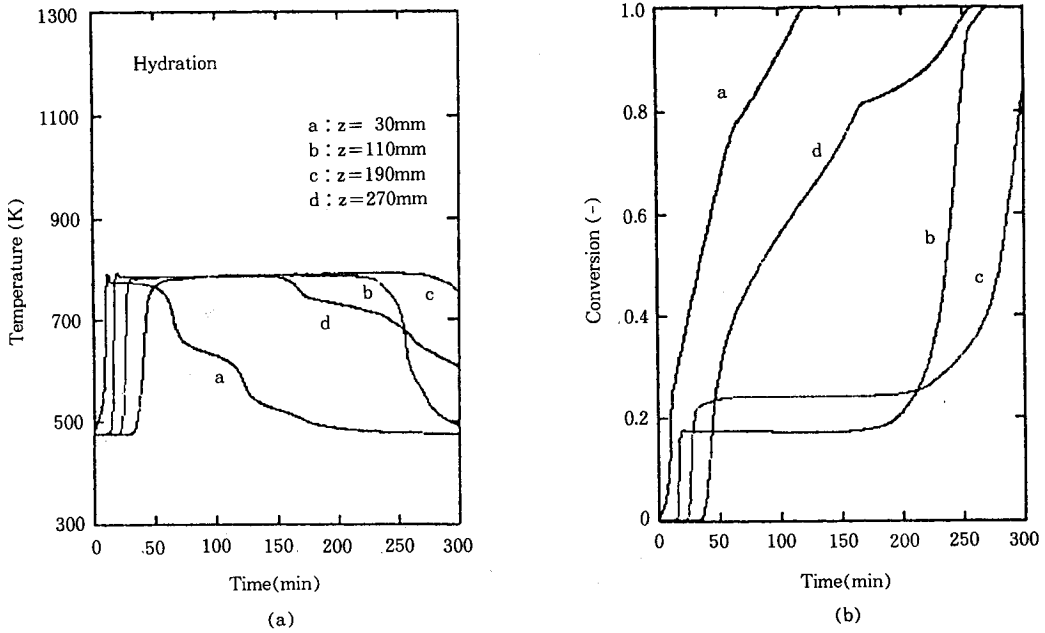 1300
1100
900
700
500
300
Temperature (K)
Hydration
a : z= 30mm
b : z=110mm
c : z=190mm
d : z=270mm
a
b
c
d
0 50 100 150 200 250 300
Time(min)
(a)
1.0
0.8
0.6
0.4
0.2
0
Conversion (-)
a
d
b
c
0 50 100 150 200 250 300
Time(min)
(b)